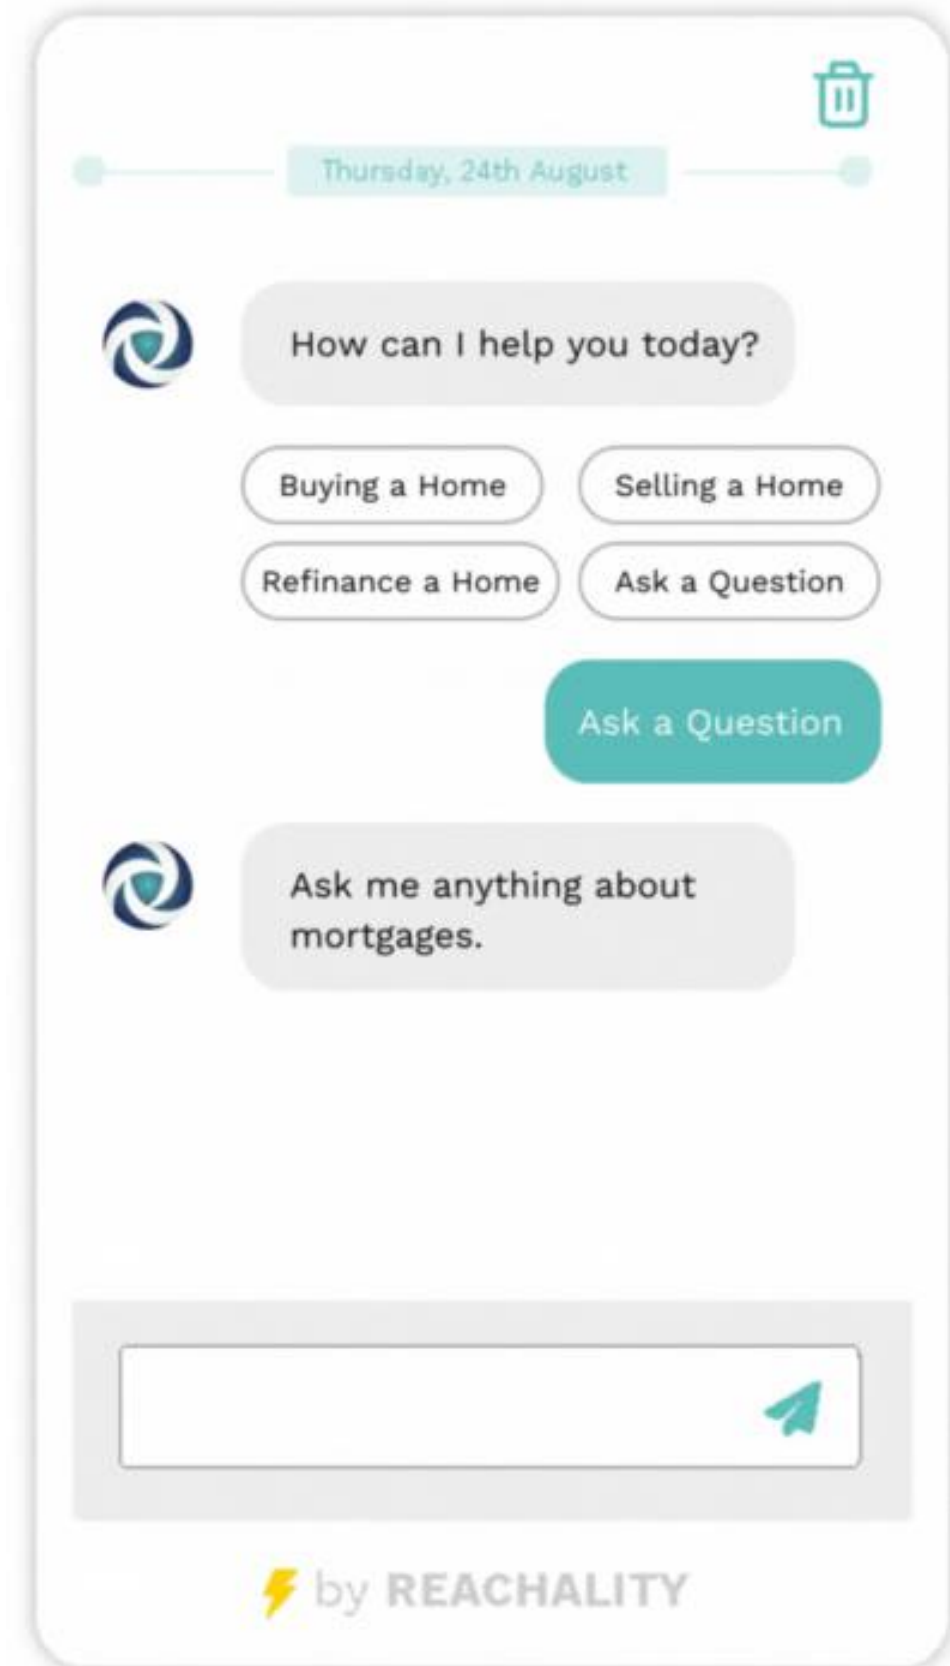 Thursday, 24th August
How can I help you today?
Buying a Home
Selling a Home
Refinance a Home
Ask a Question
Ask a Question
Ask me anything about
mortgages.
by REACHALITY